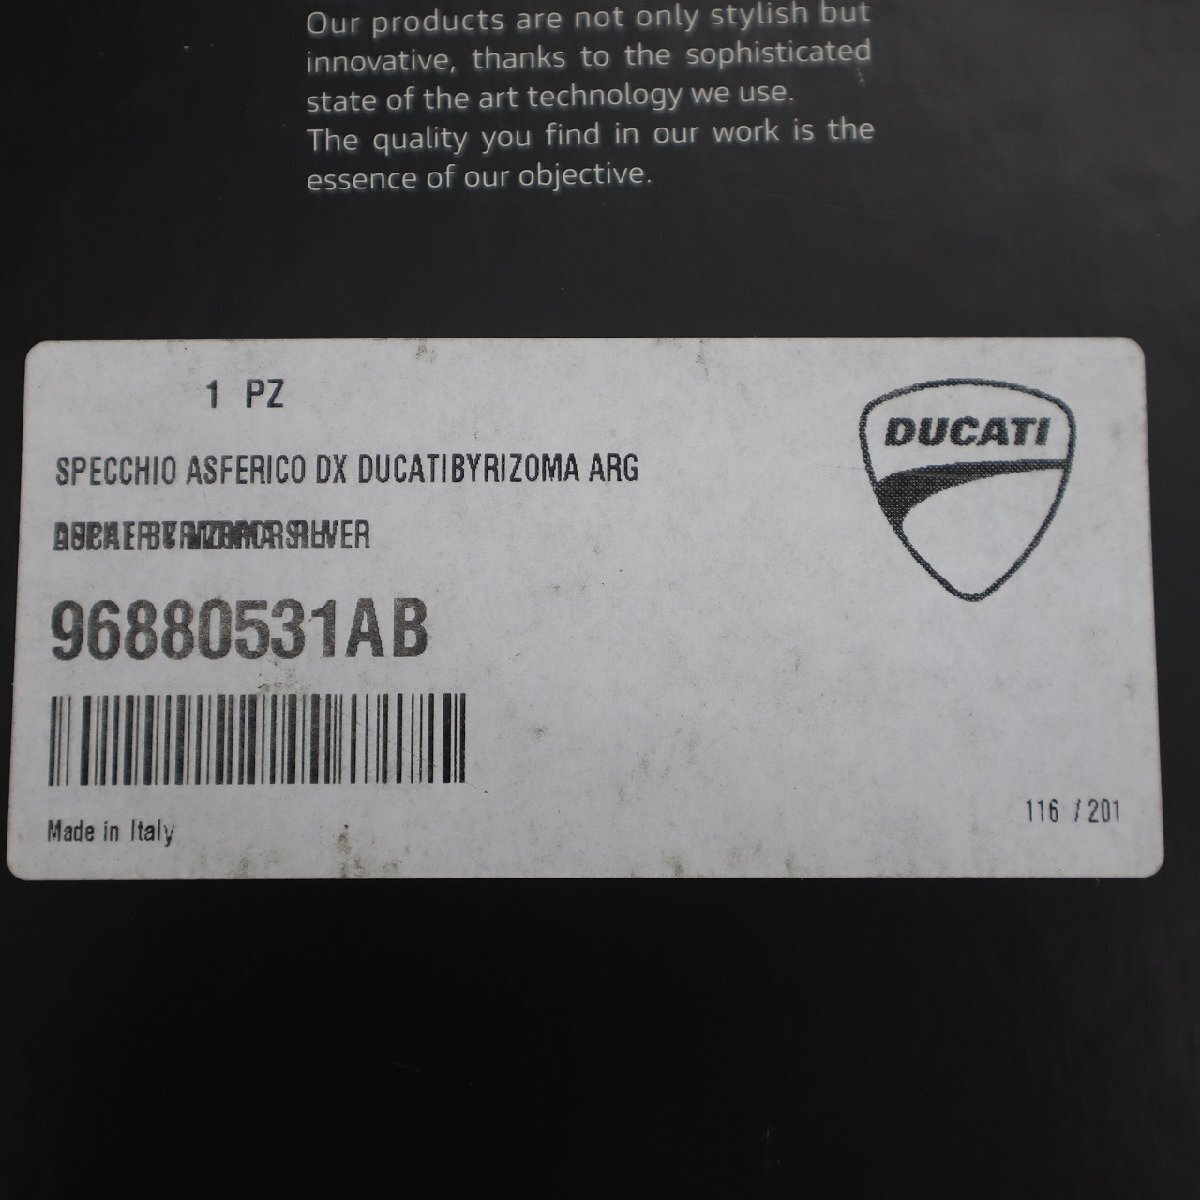 Our products are not only stylish but
innovative, thanks to the sophisticated
state of the art technology we use.
The quality you find in our work is the
essence of our objective.
1 PZ
DUCATI
SPECCHIO ASFERICO DX DUCATIBYRIZOMA ARG
96880531AB
Made in Italy
116 / 201